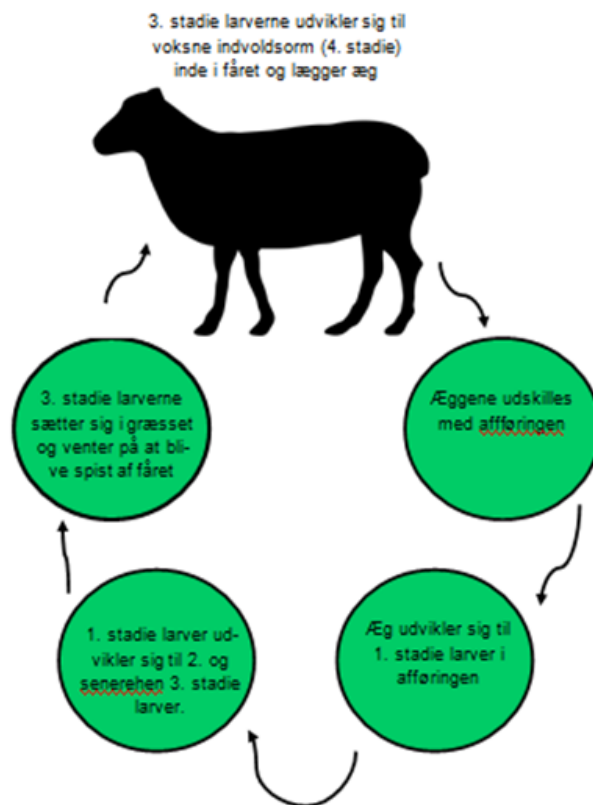 3. stadie larverne udvikler sig til
voksne indvoldsorm (4. stadie)
inde i fåret og lægger æg
Æggene udskilles
med affføringen
Æg udvikler sig til
1. stadie larver i
afføringen
1. stadie larver ud-
vikler sig til 2. og
senerehen 3. stadie
larver.
3. stadie larverne
sætter sig i græsset
og venter på at bli-
ve spist af fåret